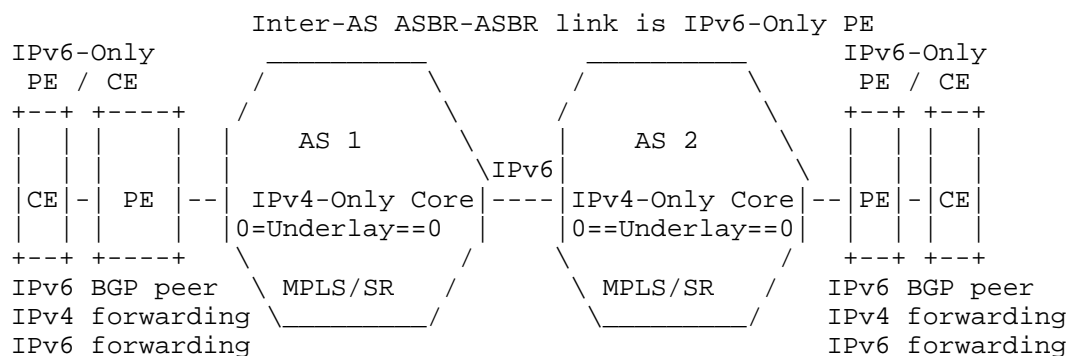 Inter-AS ASBR-ASBR link is IPv6-Only PE
IPv6-Only IPv6-Only
PE / CE PE / CE
AS 1 AS 2
IPv6
CE PE IPv4-Only Core IPv4-Only Core PE CE
0=Underlay==0 0==Underlay==0
MPLS/SR MPLS/SR
IPv6 BGP peer IPv6 BGP peer
IPv4 forwarding IPv4 forwarding
IPv6 forwarding IPv6 forwarding